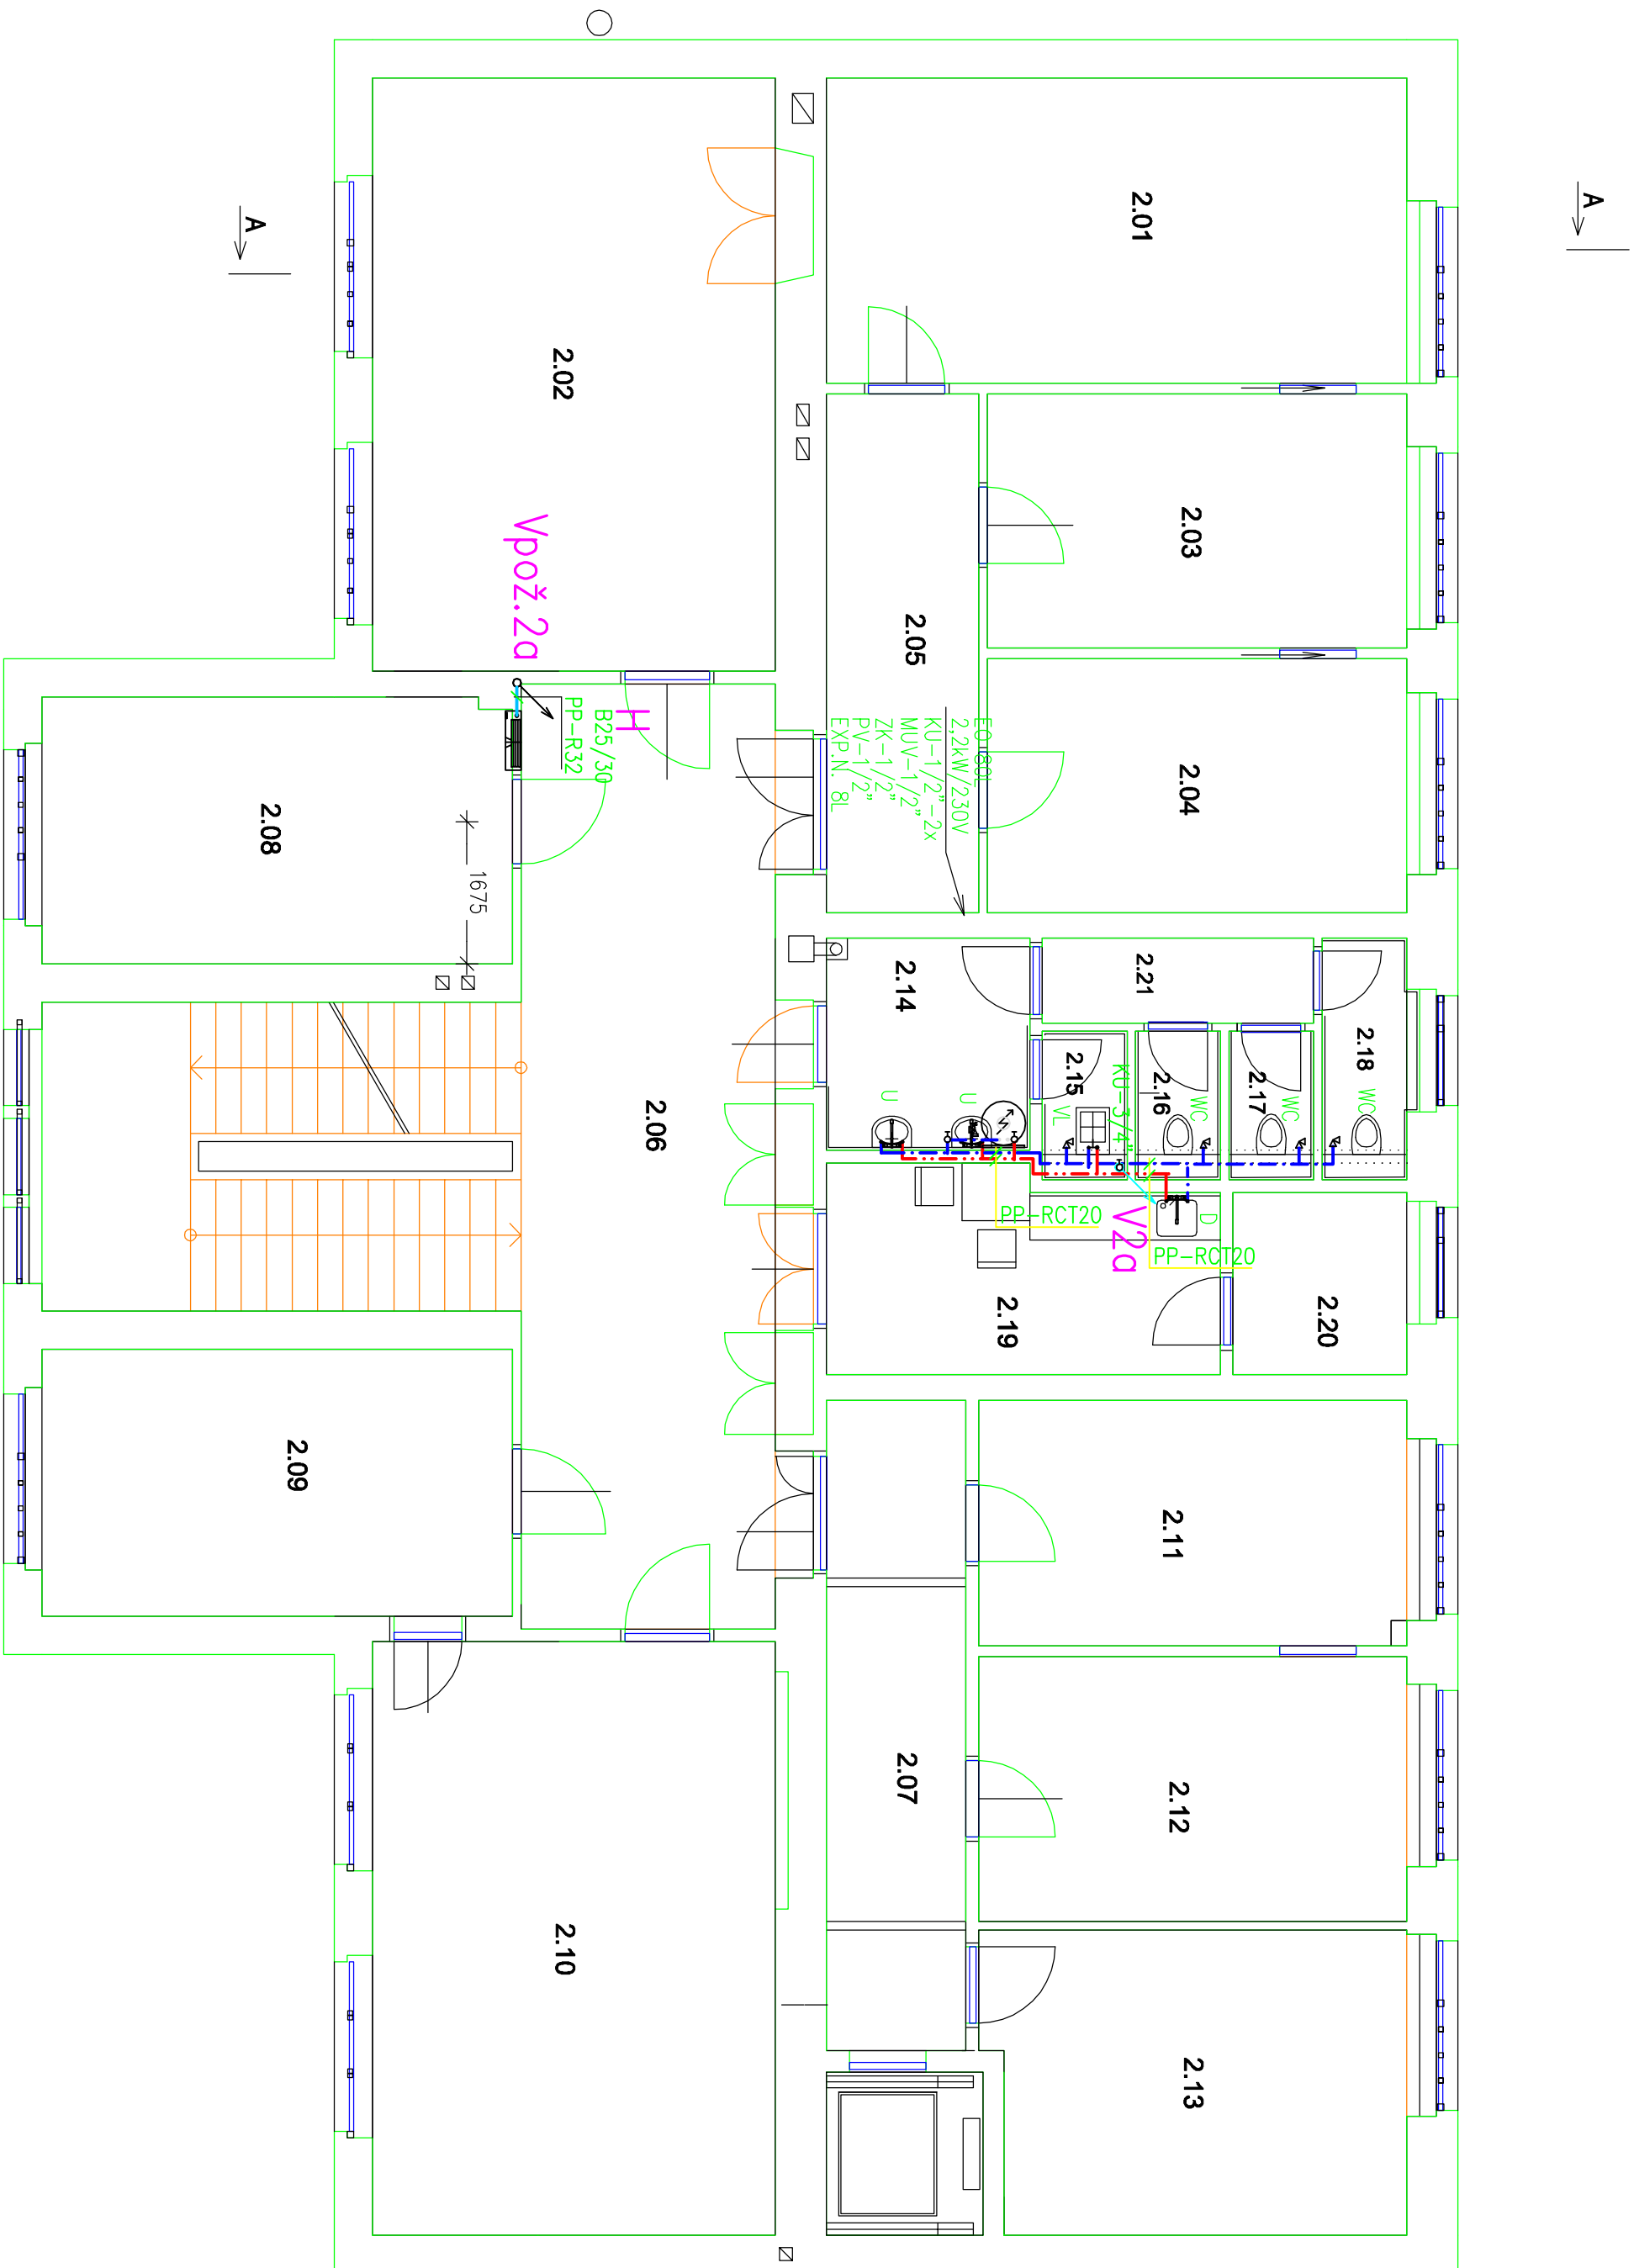 A
WC
2.18
2.20
WC
2.17
D
PP-RCT20
WC
2.16
2.01
2.03
2.04
2.21
KU-3/4"
V2a
2.11
2.12
2.13
2.15
VL
PP-RCT20
2.19
EO-80L
2,2kW/230V
KU-1/2"-2x
MUV-1/2"
ZK-1/2"
PV-1/2"
EXP.N. 8L
U
2.05
2.14
U
2.07
2.06
H
B25/30
PP-R32
2.02
Vpož.2a
2.10
1675
2.08
2.09
A